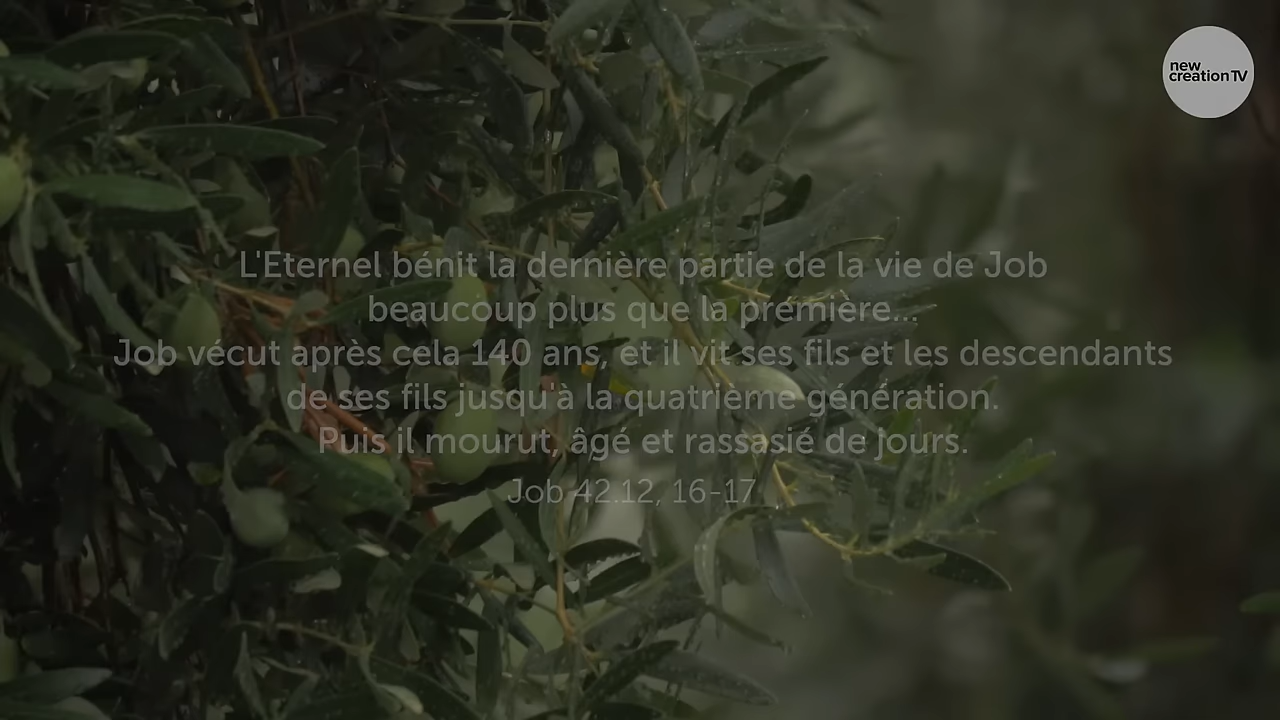 new
creation TV
L'Eternel bénit la dernière partie de la vie de Job
beaucoup plus que la première...
Job vécut après cela 140 ans, et il vit ses fils et les descendants
de ses fils jusqu'à la quatrième génération.
Puis il mourut, âgé et rassasié de jours.
Job 42.12, 16-17